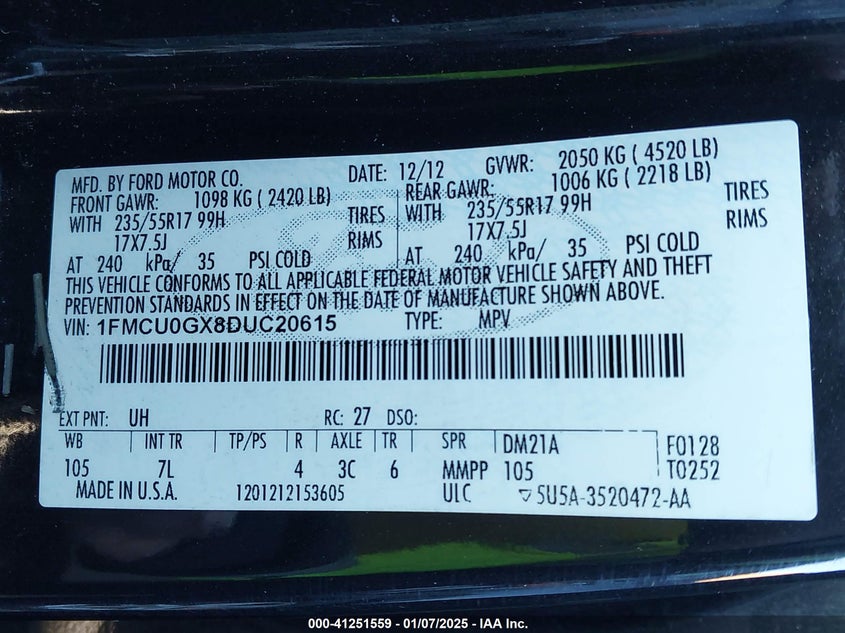 MFD. BY FORD MOTOR CO. DATE: 12/12 GVWR: 2050 KG ( 4520 LB)
FRONT GAWR: 1098 KG ( 2420 LB) REAR GAWR: 1006 KG ( 2218 LB)
WITH 235/55R17 99H TIRES WITH 235/55R17 99H TIRES
17X7.5J RIMS 17X7.5J RIMS
AT 240 kPa/ 35 PSI COLD AT 240 kPa/ 35 PSI COLD
THIS VEHICLE CONFORMS TO ALL APPLICABLE FEDERAL MOTOR VEHICLE SAFETY AND THEFT
PREVENTION STANDARDS IN EFFECT ON THE DATE OF MANUFACTURE SHOWN ABOVE.
VIN: 1FMCU0GX8DUC20615 TYPE: MPV
EXT PNT: UH RC: 27 DSO:
WB INT TR TP/PS R AXLE TR SPR DM21A F0128
105 7L 4 3C 6 MMPP 105 T0252
MADE IN U.S.A. 1201212153605 ULC ▽5U5A-3520472-AA
000-41251559 - 01/07/2025 - IAA Inc.